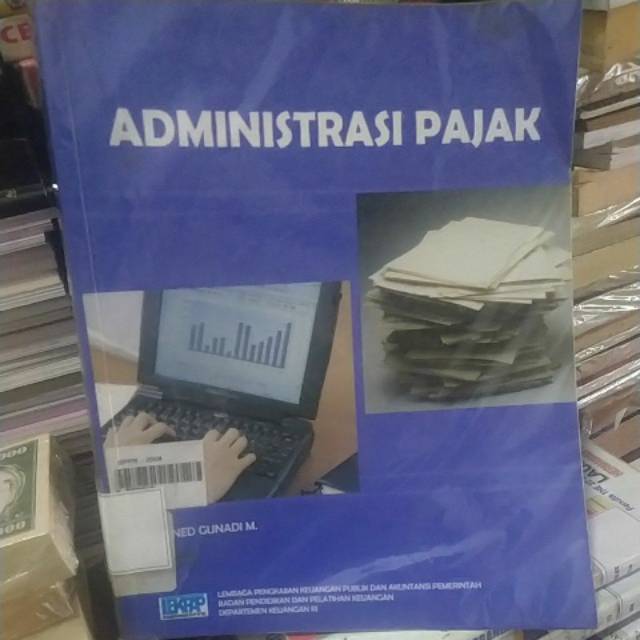 ADMINISTRASI PAJAK
NED GUNADI M.
LEMBAGA PENGKAJIAN KEUANGAN PUBLIK DAN AKUNTANSI PEMERINTAH
BADAN PENDIDIKAN DAN PELATIHAN KEUANGAN
DEPARTEMEN KEUANGAN RI